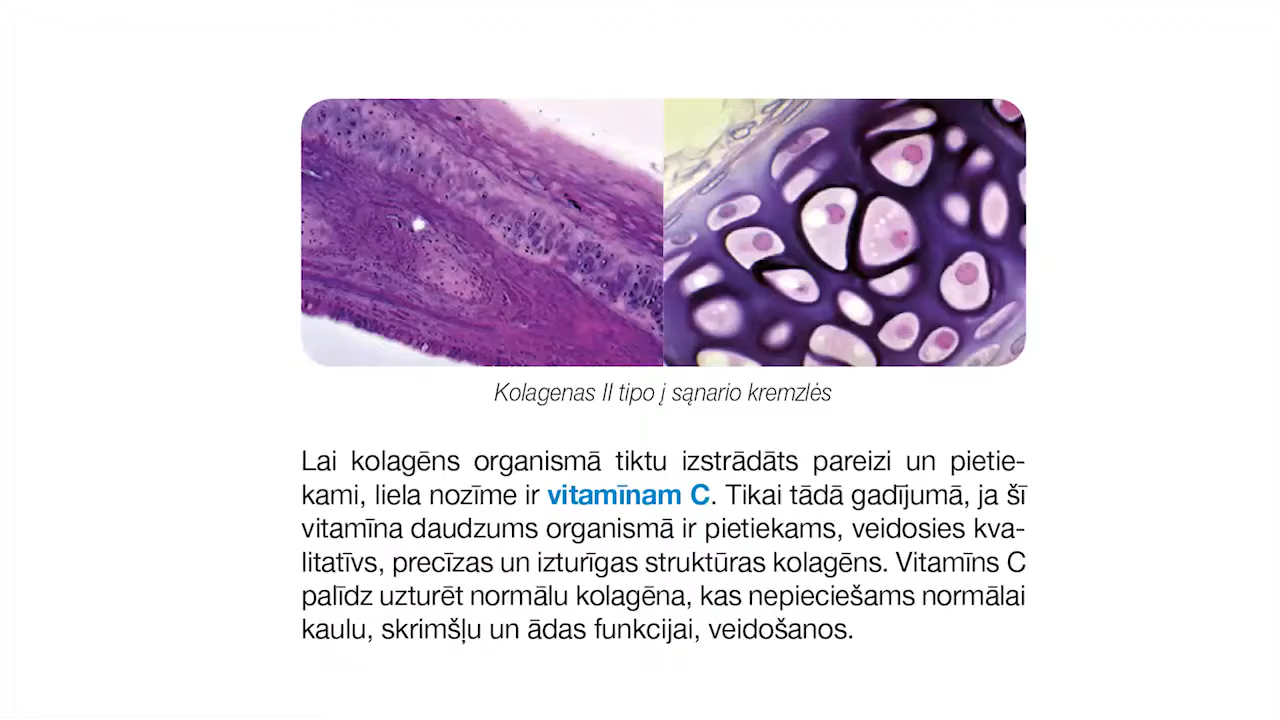 Kolagenas II tipo į sąnario kremzlės
Lai kolagēns organismā tiktu izstrādāts pareizi un pietie-
kami, liela nozīme ir vitamīnam C. Tikai tādā gadījumā, ja šī
vitamīna daudzums organismā ir pietiekams, veidosies kva-
litatīvs, precīzas un izturīgas struktūras kolagēns. Vitamīns C
palīdz uzturēt normālu kolagēna, kas nepieciešams normālai
kaulu, skrimšļu un ādas funkcijai, veidošanos.